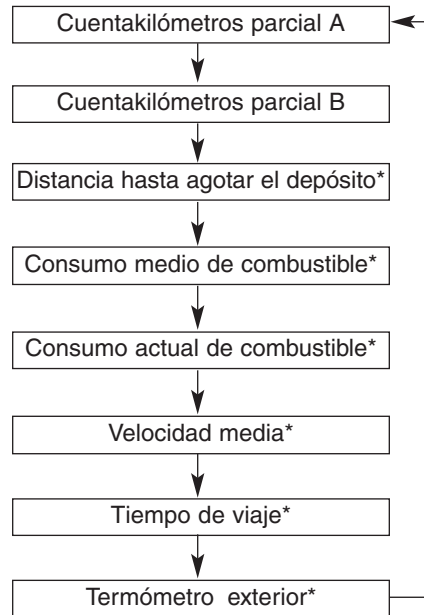 Cuentakilómetros parcial A
Cuentakilómetros parcial B
Distancia hasta agotar el depósito*
Consumo medio de combustible*
Consumo actual de combustible*
Velocidad media*
Tiempo de viaje*
Termómetro exterior*